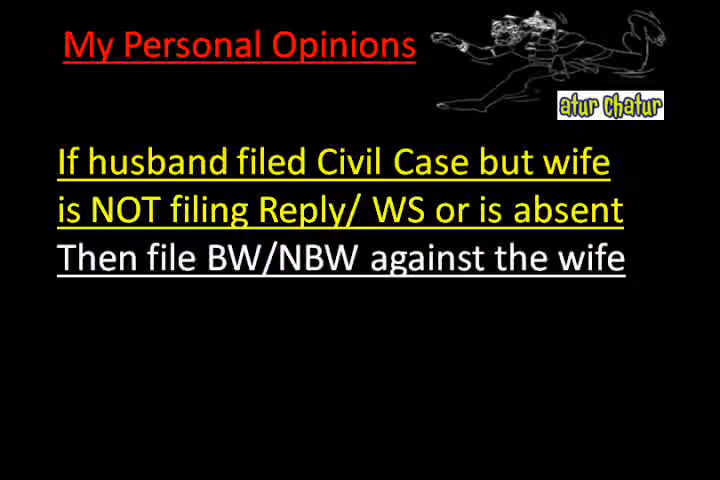 My Personal Opinions
atur chatur
If husband filed Civil Case but wife
is NOT filing Reply/ WS or is absent
Then file BW/NBW against the wife